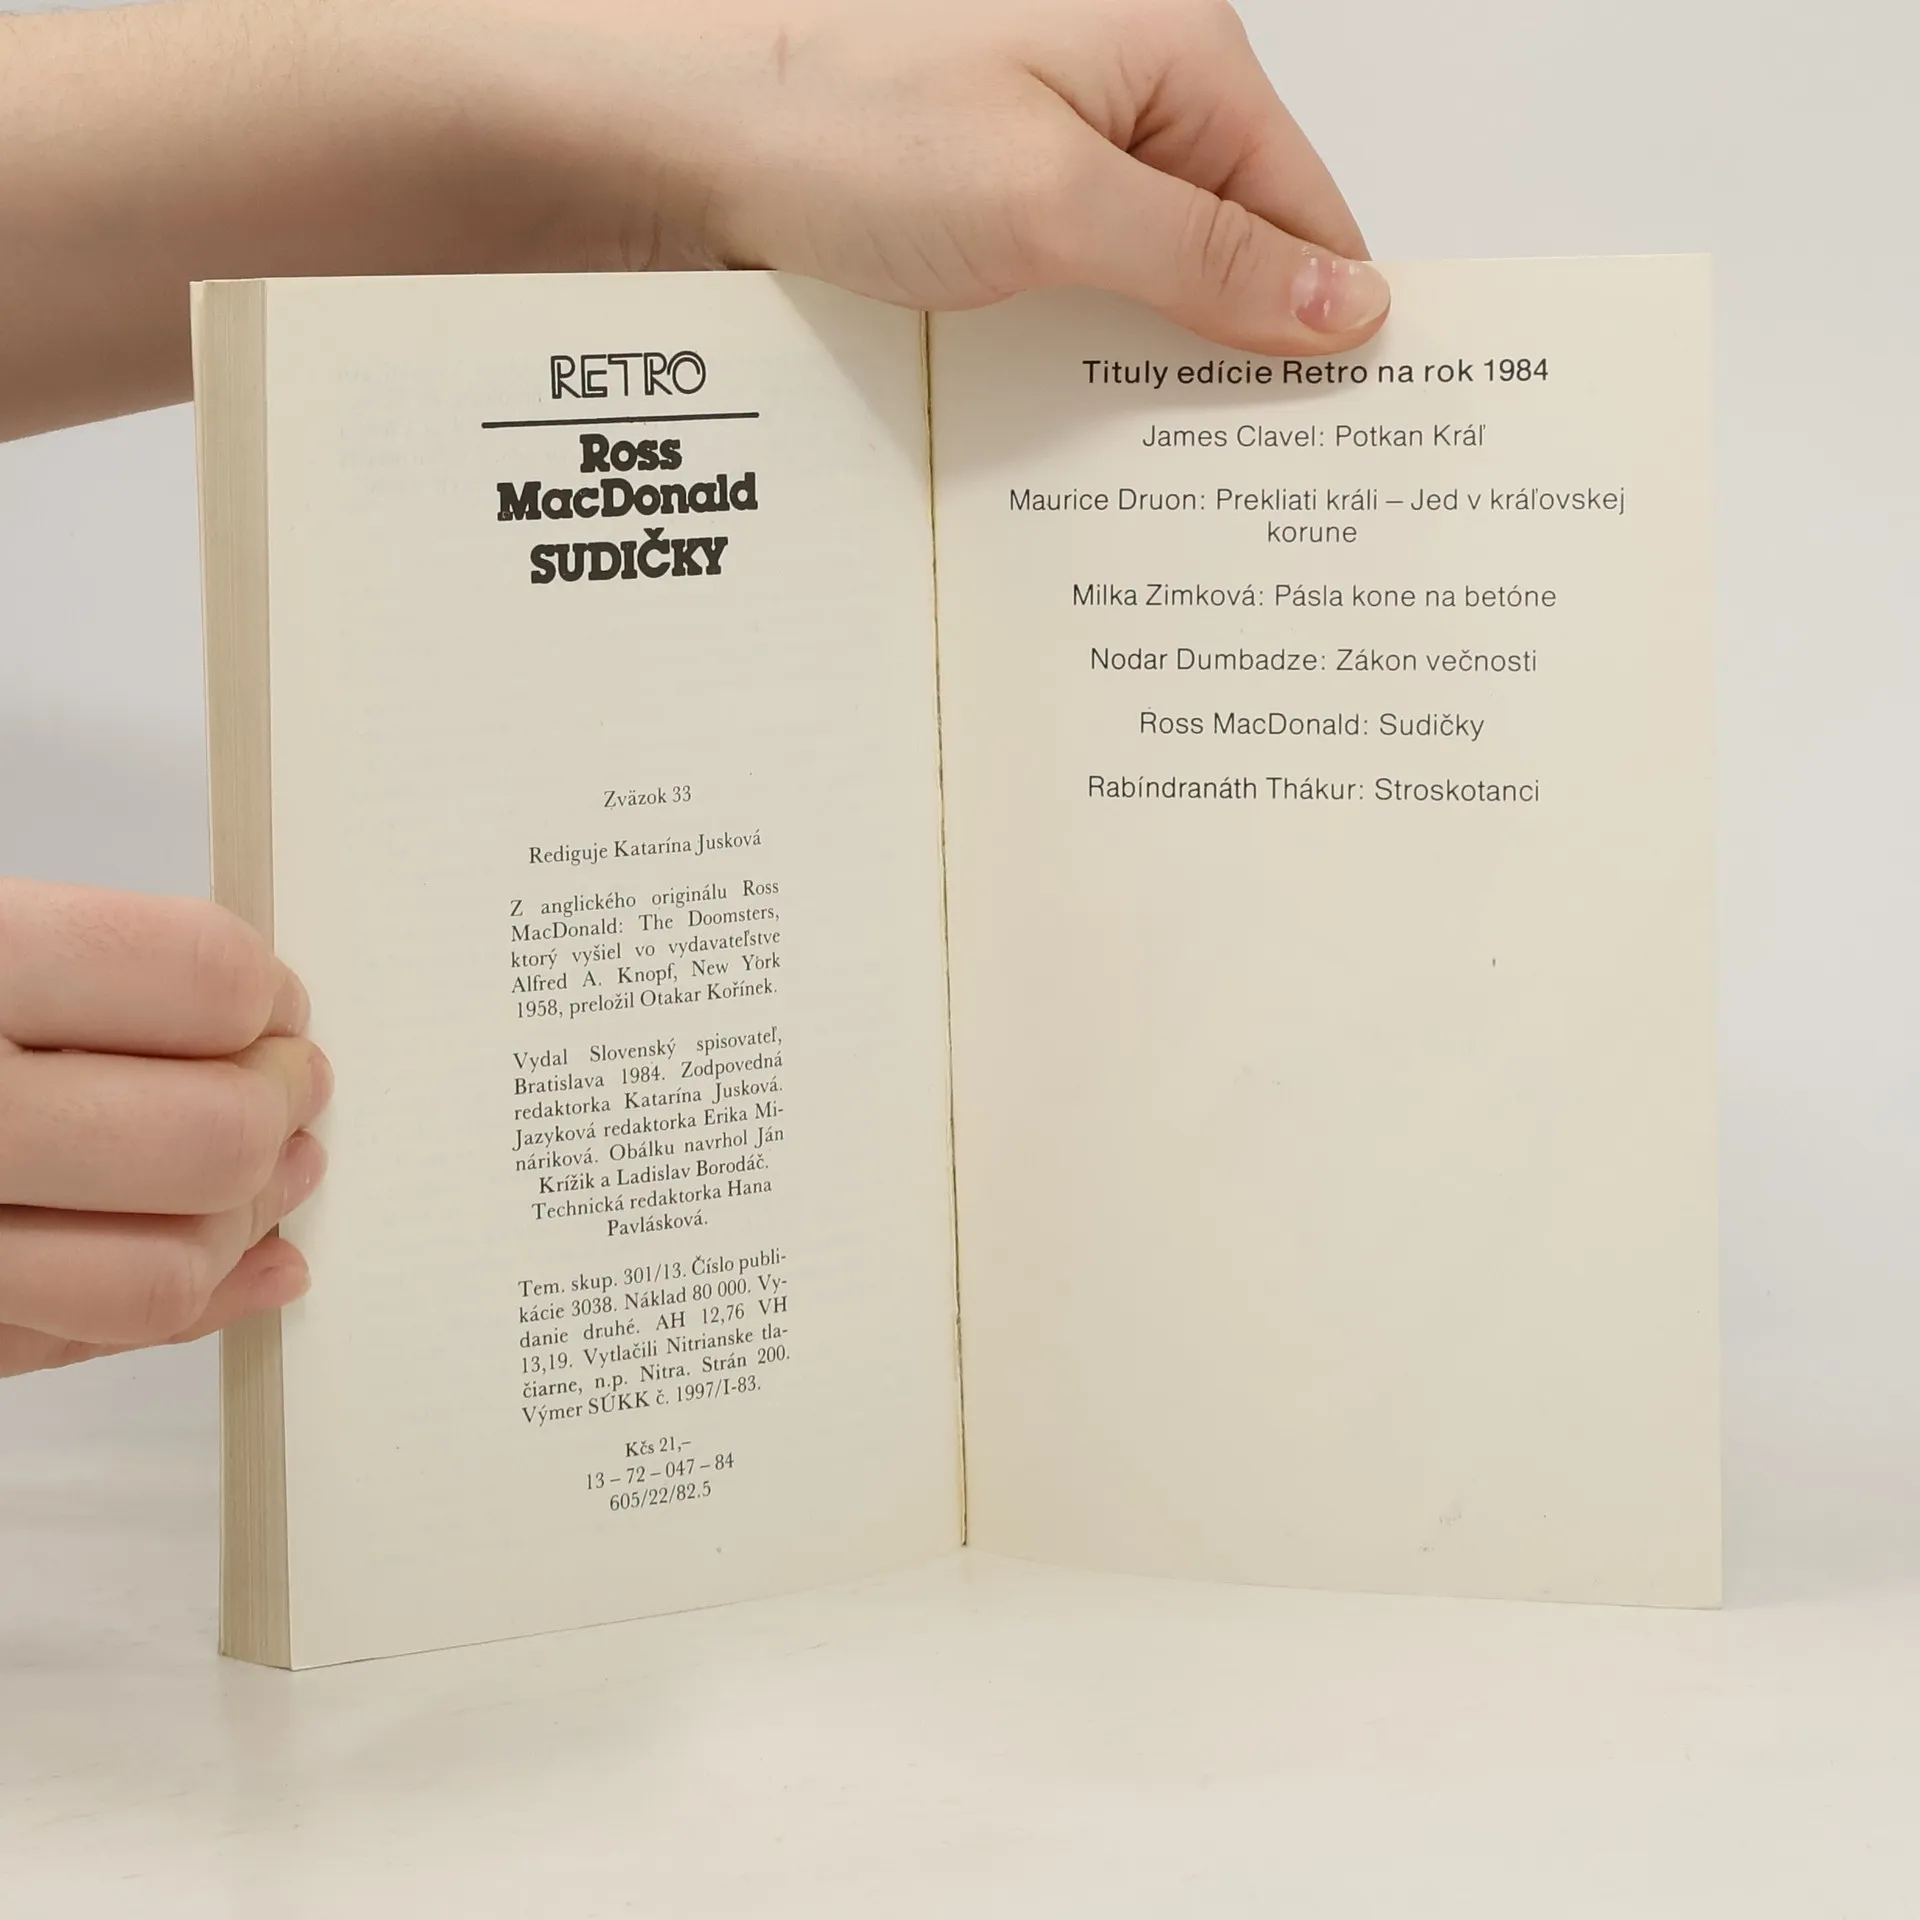 RETRO
Ross
MacDonald
SUDIČKY
Zväzok 33
Rediguje Katarína Jusková
Z anglického originálu Ross
MacDonald: The Doomsters,
ktorý vyšiel vo vydavateľstve
Alfred A. Knopf, New York
1958, preložil Otakar Kořínek.
Vydal Slovenský spisovateľ,
Bratislava 1984. Zodpovedná
redaktorka Katarína Jusková.
Jazyková redaktorka Erika Mi-
náriková. Obálku navrhol Ján
Krížik a Ladislav Borodáč.
Technická redaktorka Hana
Pavlásková.
Tem. skup. 301/13. Číslo publi-
kácie 3038. Náklad 80 000. Vy-
danie druhé. AH 12,76 VH
13,19. Vytlačili Nitrianske tla-
čiarne, n.p. Nitra. Strán 200.
Výmer SÚKK č. 1997/I-83.
Kčs 21,–
13 – 72 – 047 – 84
605/22/82.5
Tituly edície Retro na rok 1984
James Clavel: Potkan Kráľ
Maurice Druon: Prekliati králi – Jed v kráľovskej
korune
Milka Zimková: Pásla kone na betóne
Nodar Dumbadze: Zákon večnosti
Ross MacDonald: Sudičky
Rabíndranáth Thákur: Stroskotanci